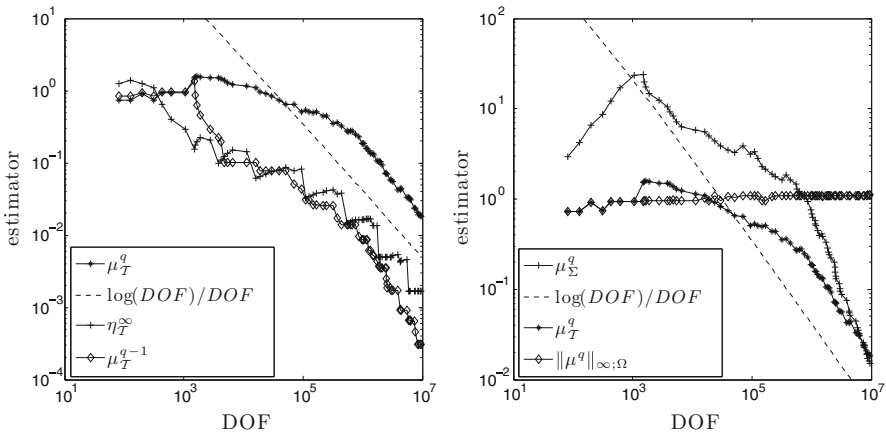 10^1
10^0
10^{-1}
10^{-2}
10^{-3}
10^{-4}
estimator
μ_𝒯^q
log(DOF)/DOF
η_𝒯^∞
μ_𝒯^{q−1}
10^1
10^3
10^5
10^7
DOF
10^2
10^1
10^0
10^{-1}
10^{-2}
estimator
μ_Σ^q
log(DOF)/DOF
μ_𝒯^q
‖μ^q‖_{∞;Ω}
10^1
10^3
10^5
10^7
DOF